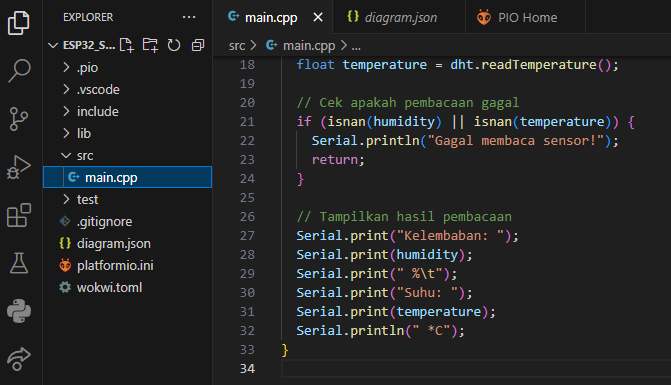 EXPLORER
ESP32_S...
.pio
.vscode
include
lib
src
main.cpp
test
.gitignore
diagram.json
platformio.ini
wokwi.toml
main.cpp
diagram.json
PIO Home
src > main.cpp > ...
18 float temperature = dht.readTemperature();
19
20 // Cek apakah pembacaan gagal
21 if (isnan(humidity) || isnan(temperature)) {
22 Serial.println("Gagal membaca sensor!");
23 return;
24 }
25
26 // Tampilkan hasil pembacaan
27 Serial.print("Kelembaban: ");
28 Serial.print(humidity);
29 Serial.print(" %\t");
30 Serial.print("Suhu: ");
31 Serial.print(temperature);
32 Serial.println(" *C");
33 }
34